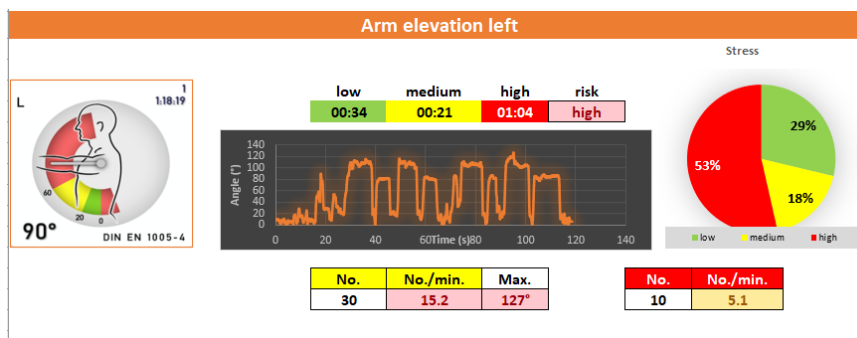 Arm elevation left
L
1
1:18:19
60
20
0
90°
DIN EN 1005-4
low medium high risk
00:34 00:21 01:04 high
Angle (°)
140
120
100
80
60
40
20
0
0 20 40 60 80 100 120 140
Time (s)
No. No./min. Max.
30 15.2 127°
Stress
29%
18%
53%
low medium high
No. No./min.
10 5.1